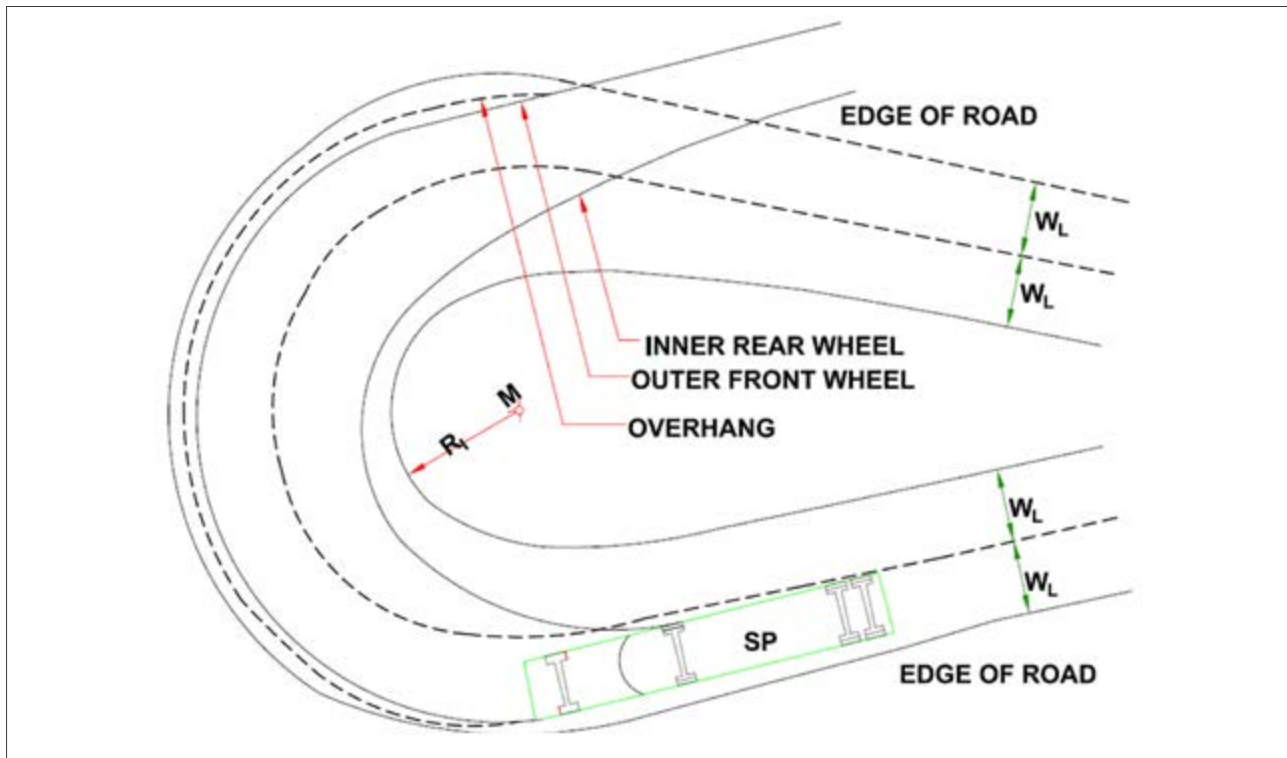 EDGE OF ROAD
WL
WL
INNER REAR WHEEL
OUTER FRONT WHEEL
M
OVERHANG
RI
WL
WL
SP
EDGE OF ROAD